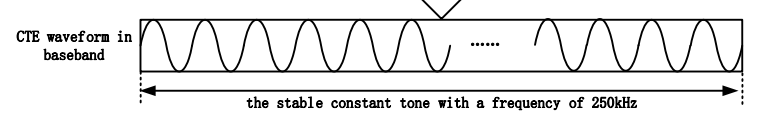 CTE waveform in
baseband
......
the stable constant tone with a frequency of 250kHz